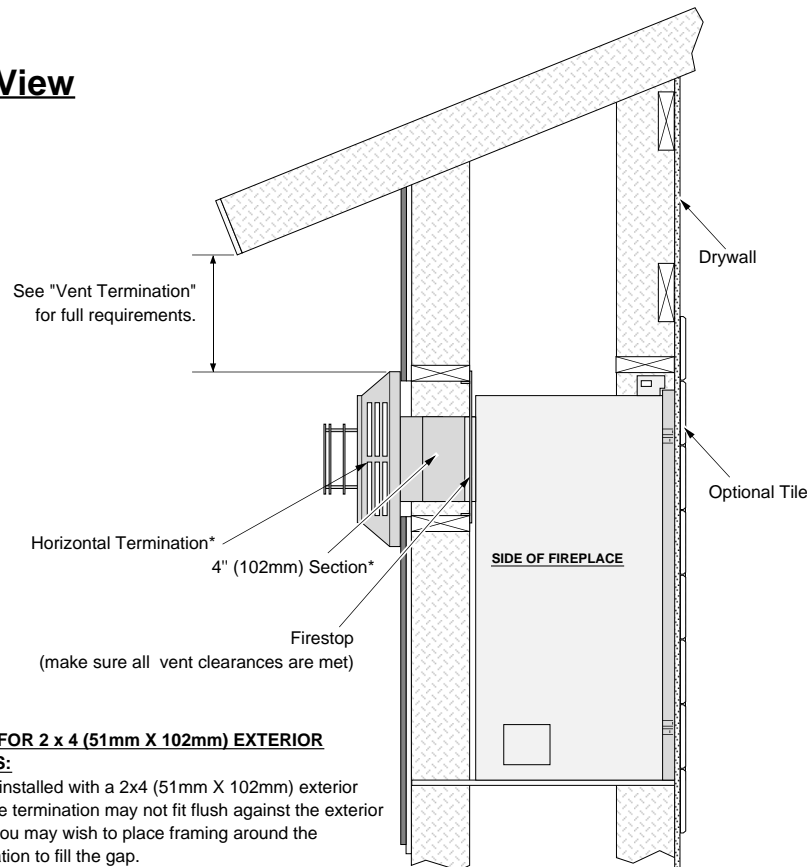 View
See "Vent Termination"
for full requirements.
Drywall
Optional Tile
Horizontal Termination*
4" (102mm) Section*
SIDE OF FIREPLACE
Firestop
(make sure all vent clearances are met)
FOR 2 x 4 (51mm X 102mm) EXTERIOR
S:
installed with a 2x4 (51mm X 102mm) exterior
e termination may not fit flush against the exterior
ou may wish to place framing around the
ation to fill the gap.